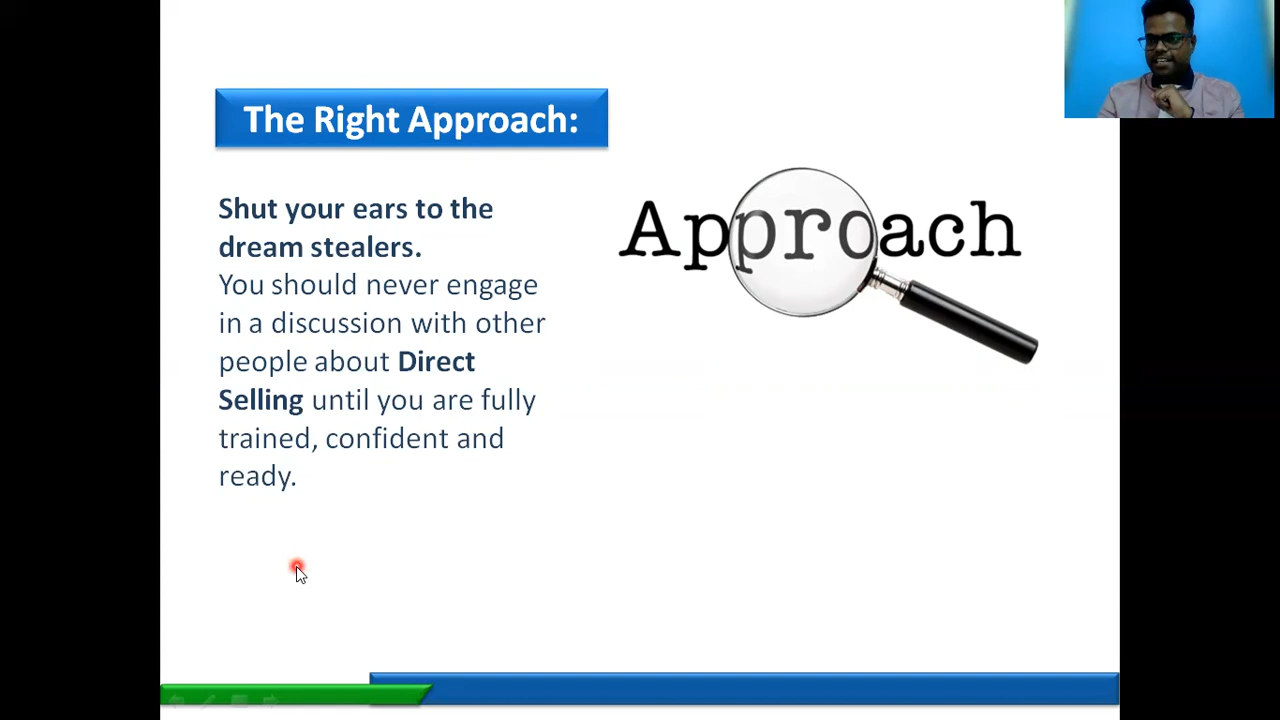 The Right Approach:
Shut your ears to the
dream stealers.
You should never engage
in a discussion with other
people about Direct
Selling until you are fully
trained, confident and
ready.
Approach